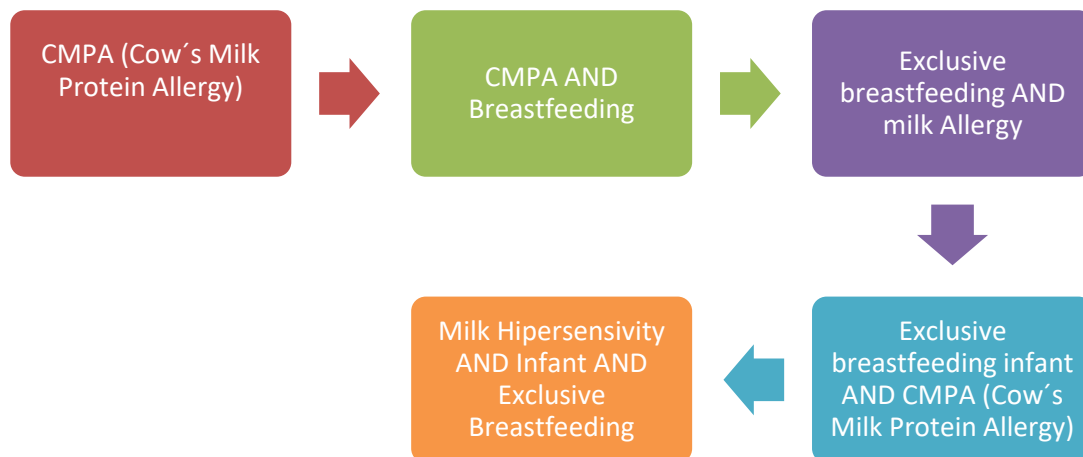 CMPA (Cow´s Milk
Protein Allergy)
CMPA AND
Breastfeeding
Exclusive
breastfeeding AND
milk Allergy
Exclusive
breastfeeding infant
AND CMPA (Cow´s
Milk Protein Allergy)
Milk Hipersensivity
AND Infant AND
Exclusive
Breastfeeding